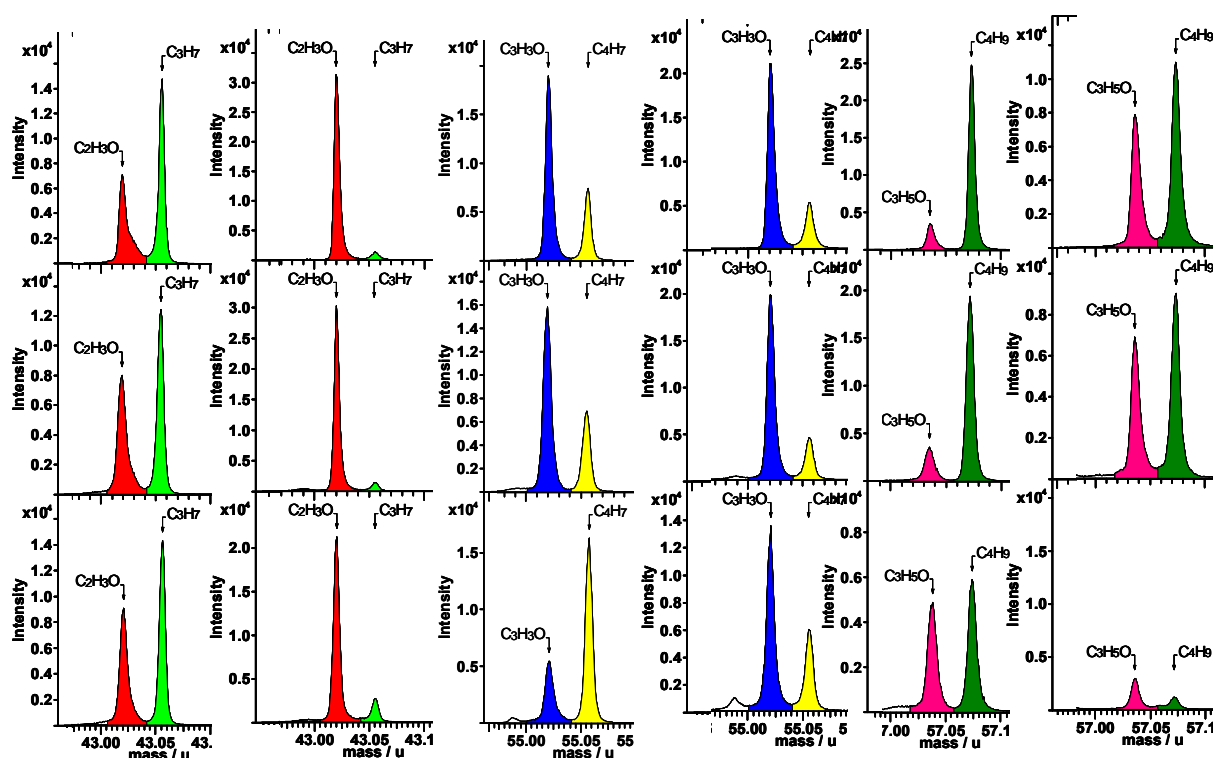 x10⁴
Intensity
1.4
1.2
1.0
0.8
0.6
0.4
0.2
C₂H₃O
C₃H₇
x10⁴
Intensity
3.0
2.5
2.0
1.5
1.0
0.5
C₂H₃O
C₃H₇
x10⁴
Intensity
1.5
1.0
0.5
C₃H₃O
C₄H₇
x10⁴
Intensity
2.0
1.0
0.5
C₃H₃O
Intensity
2.5
2.0
1.5
1.0
0.5
C₃H₅O
C₄H₉
x10⁴
Intensity
1.0
0.8
0.6
0.4
0.2
C₃H₅O
C₄H₉
x10⁴
Intensity
1.2
1.0
0.8
0.6
0.4
0.2
C₂H₃O
C₃H₇
x10⁴
Intensity
3.0
2.5
2.0
1.5
1.0
0.5
C₂H₃O
C₃H₇
x10⁴
Intensity
1.6
1.4
1.2
1.0
0.8
0.6
0.4
0.2
C₃H₃O
C₄H₇
x10⁴
Intensity
2.0
1.5
1.0
0.5
C₃H₃O
Intensity
2.0
1.5
1.0
0.5
C₃H₅O
C₄H₉
x10⁴
Intensity
0.8
0.6
0.4
0.2
C₃H₅O
C₄H₉
x10⁴
Intensity
1.4
1.2
1.0
0.8
0.6
0.4
0.2
C₂H₃O
C₃H₇
43.00
43.05
43.
mass / u
x10⁴
Intensity
2.0
1.0
0.5
C₂H₃O
C₃H₇
43.00
43.05
43.1
mass / u
x10⁴
Intensity
1.5
1.0
0.5
C₃H₃O
C₄H₇
55.00
55.05
55
mass / u
x10⁴
Intensity
1.4
1.2
1.0
0.8
0.6
0.4
0.2
C₃H₃O
55.00
55.05
5
mass / u
Intensity
0.8
0.6
0.4
0.2
C₃H₅O
C₄H₉
57.00
57.05
57.1
mass / u
x10⁴
Intensity
1.5
1.0
0.5
C₃H₅O
C₄H₉
57.00
57.05
57.1
mass / u